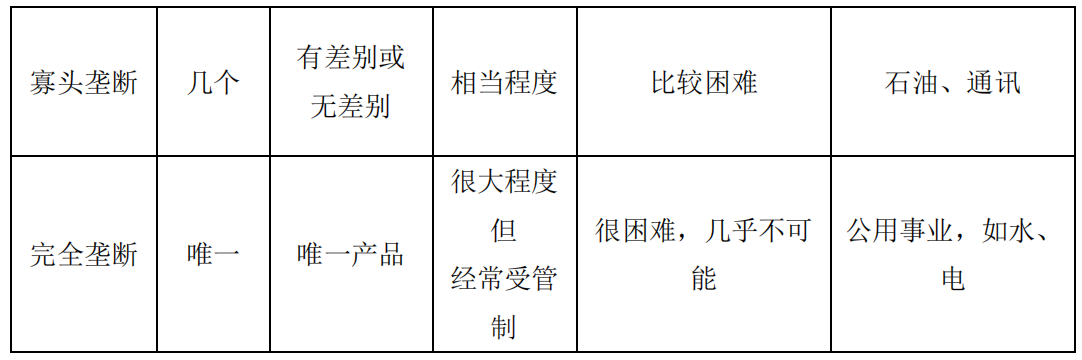 寡头垄断
几个
有差别或
无差别
相当程度
比较困难
石油、通讯
完全垄断
唯一
唯一产品
很大程度
但
经常受管
制
很困难，几乎不可
能
公用事业，如水、
电